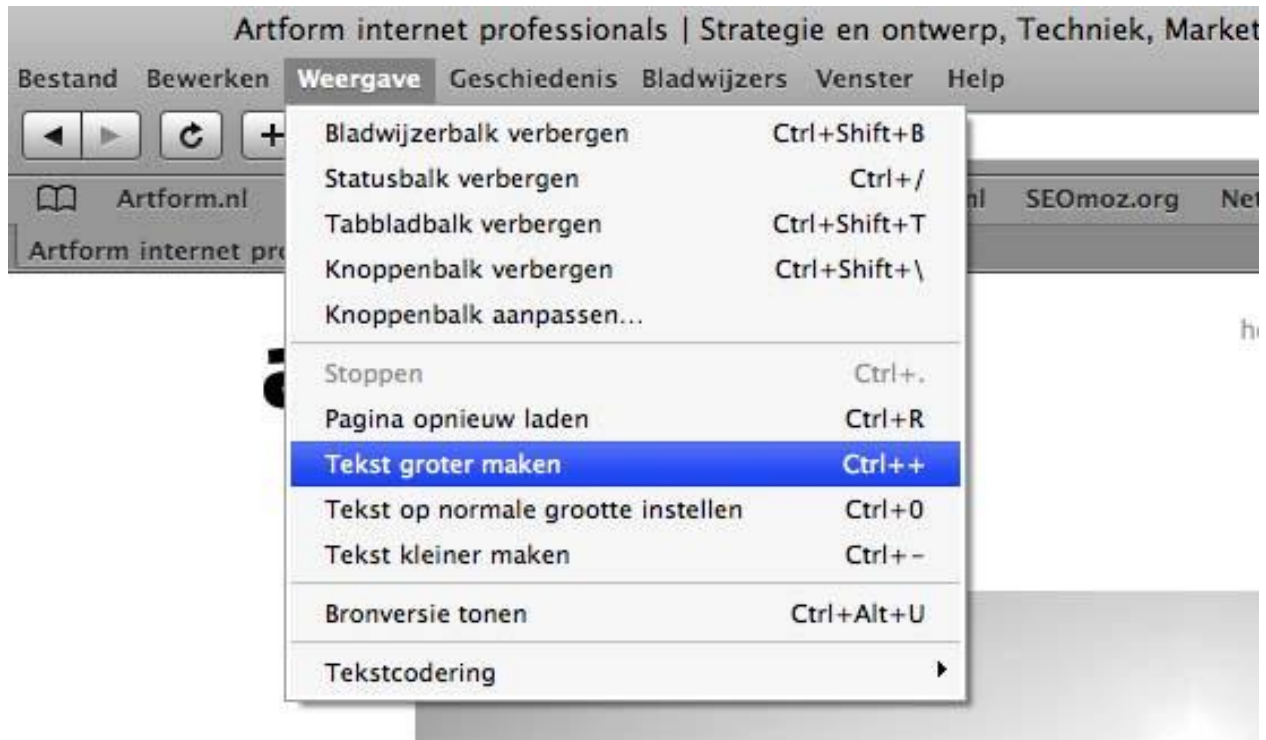 Artform internet professionals | Strategie en ontwerp, Techniek, Market
Bestand Bewerken Weergave Geschiedenis Bladwijzers Venster Help
Artform.nl SEOmoz.org
Artform internet
Bladwijzerbalk verbergen Ctrl+Shift+B
Statusbalk verbergen Ctrl+/
Tabbladbalk verbergen Ctrl+Shift+T
Knoppenbalk verbergen Ctrl+Shift+\
Knoppenbalk aanpassen...
Stoppen Ctrl+.
Pagina opnieuw laden Ctrl+R
Tekst groter maken Ctrl++
Tekst op normale grootte instellen Ctrl+0
Tekst kleiner maken Ctrl+-
Bronversie tonen Ctrl+Alt+U
Tekstcodering